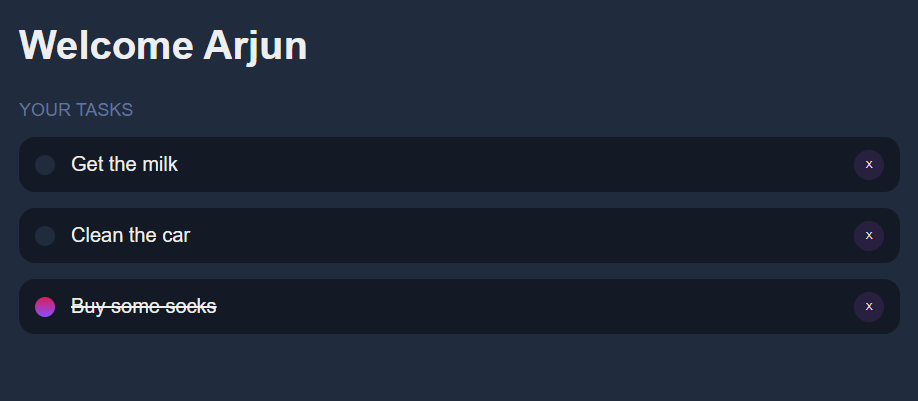 Welcome Arjun
YOUR TASKS
Get the milk x
Clean the car x
Buy some socks x